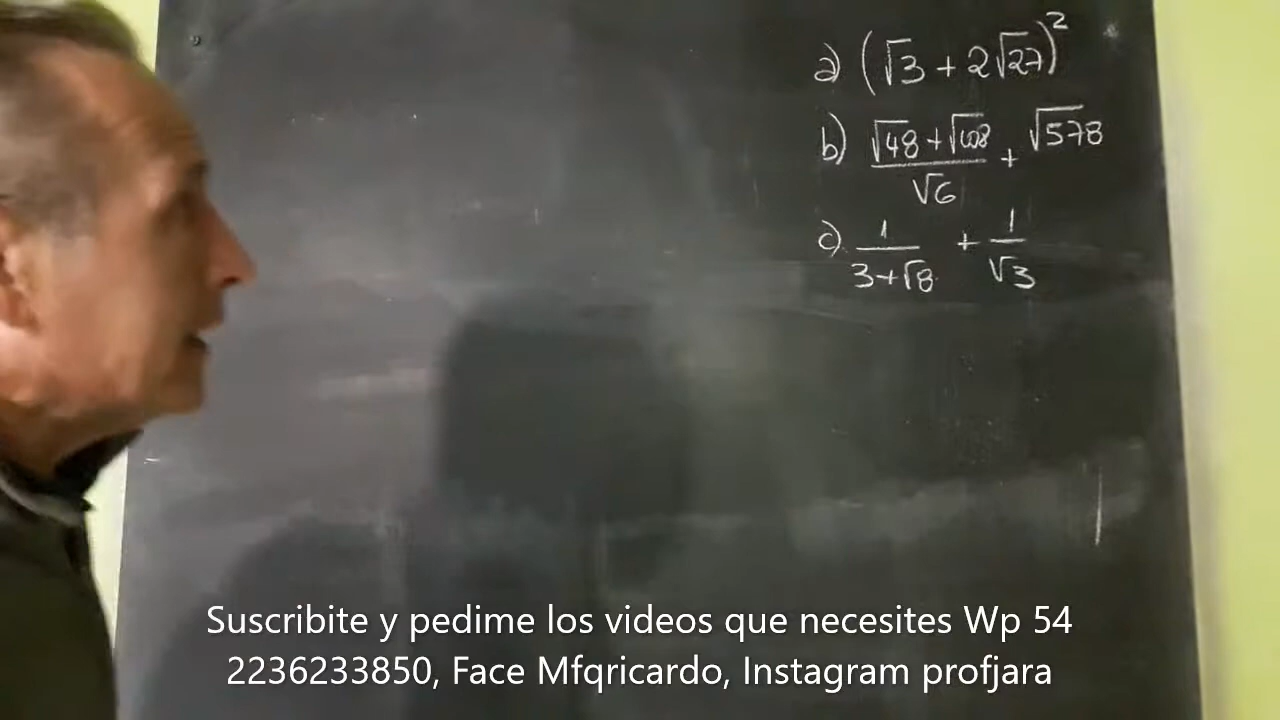 a) (√3 + 2√27)²
b) (√48 + √108)/√6 + √578
c) 1/(3+√8) + 1/√3
Suscribite y pedime los videos que necesites Wp 54
2236233850, Face Mfqricardo, Instagram profjara